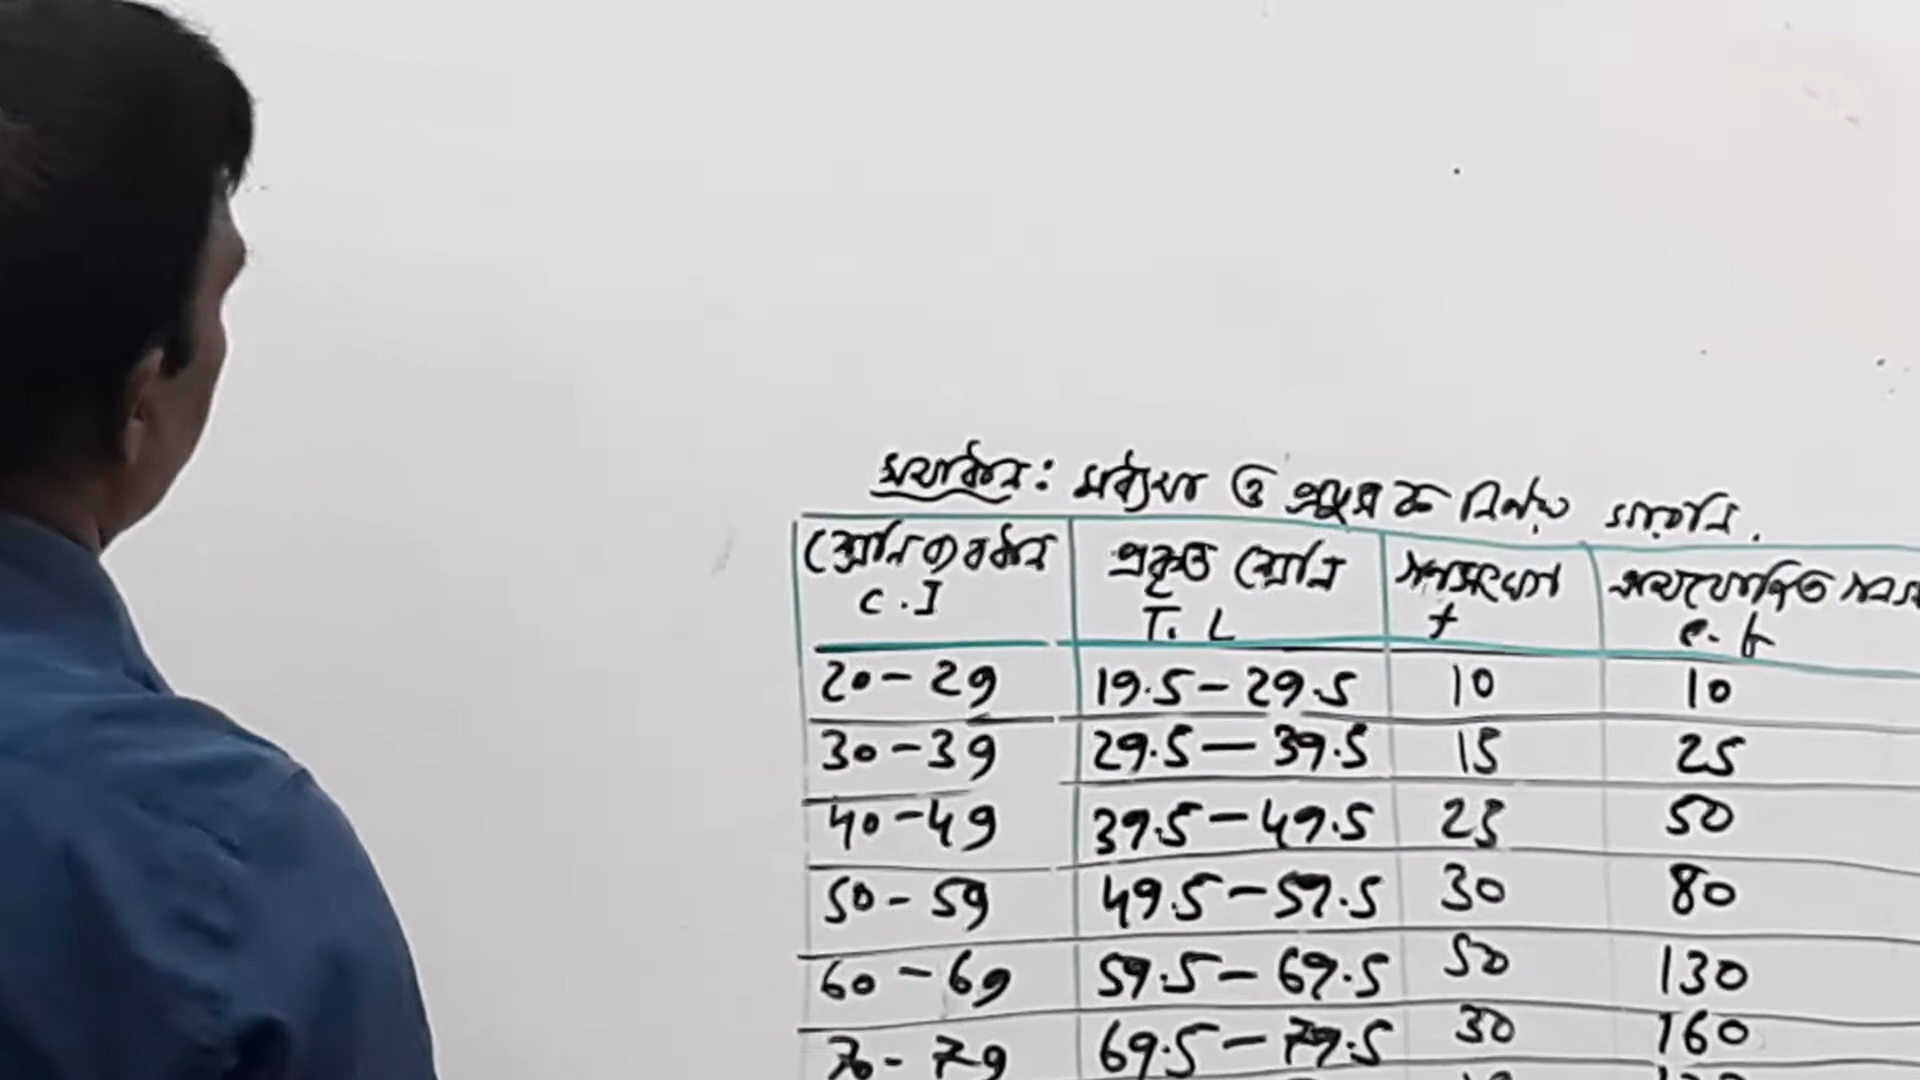 সমাধান: মধ্যমা ও প্রচুরক নির্ণয় সারণি.
শ্রেনিব্যবধান প্রকৃত শ্রেনি গণসংখ্যা ক্রমযোজিত
C.I T. L f c. f
20-29 19.5-29.5 10 10
30-39 29.5-39.5 15 25
40-49 39.5-49.5 25 50
50-59 49.5-59.5 30 80
60-69 59.5-69.5 50 130
70-79 69.5-79.5 30 160